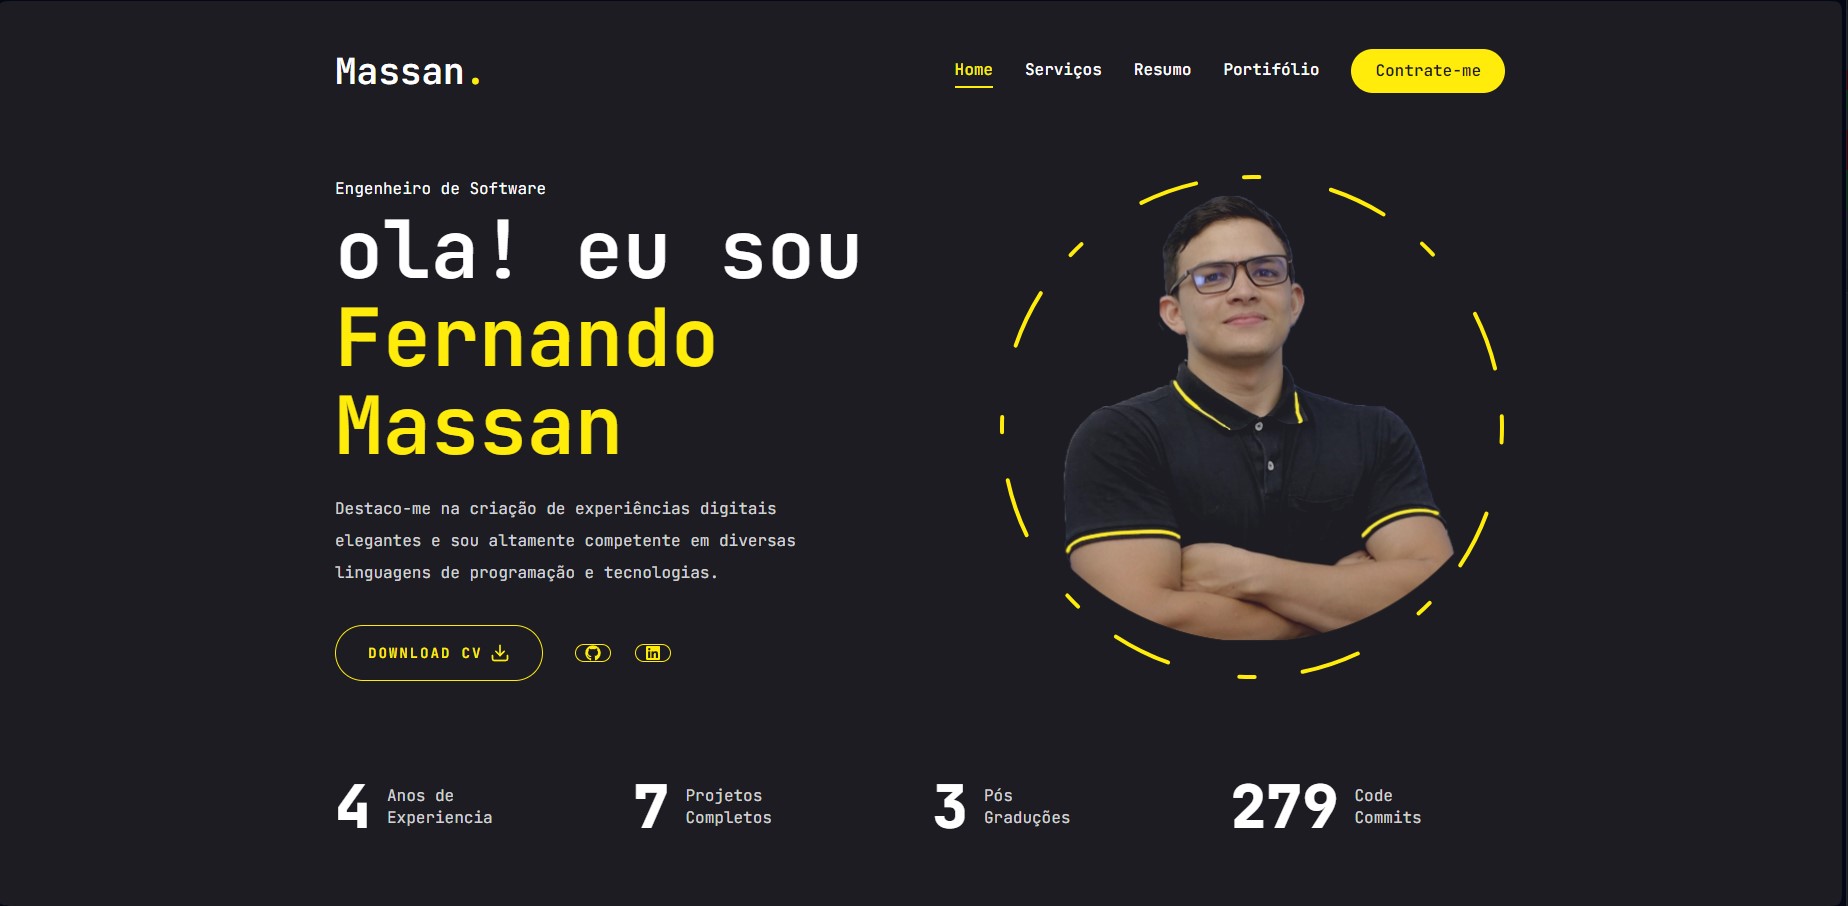 Massan.
Home Serviços Resumo Portifólio Contrate-me
Engenheiro de Software
ola! eu sou
Fernando
Massan
Destaco-me na criação de experiências digitais
elegantes e sou altamente competente em diversas
linguagens de programação e tecnologias.
DOWNLOAD CV
in
4 Anos de
Experiencia
7 Projetos
Completos
3 Pós
Graduções
279 Code
Commits